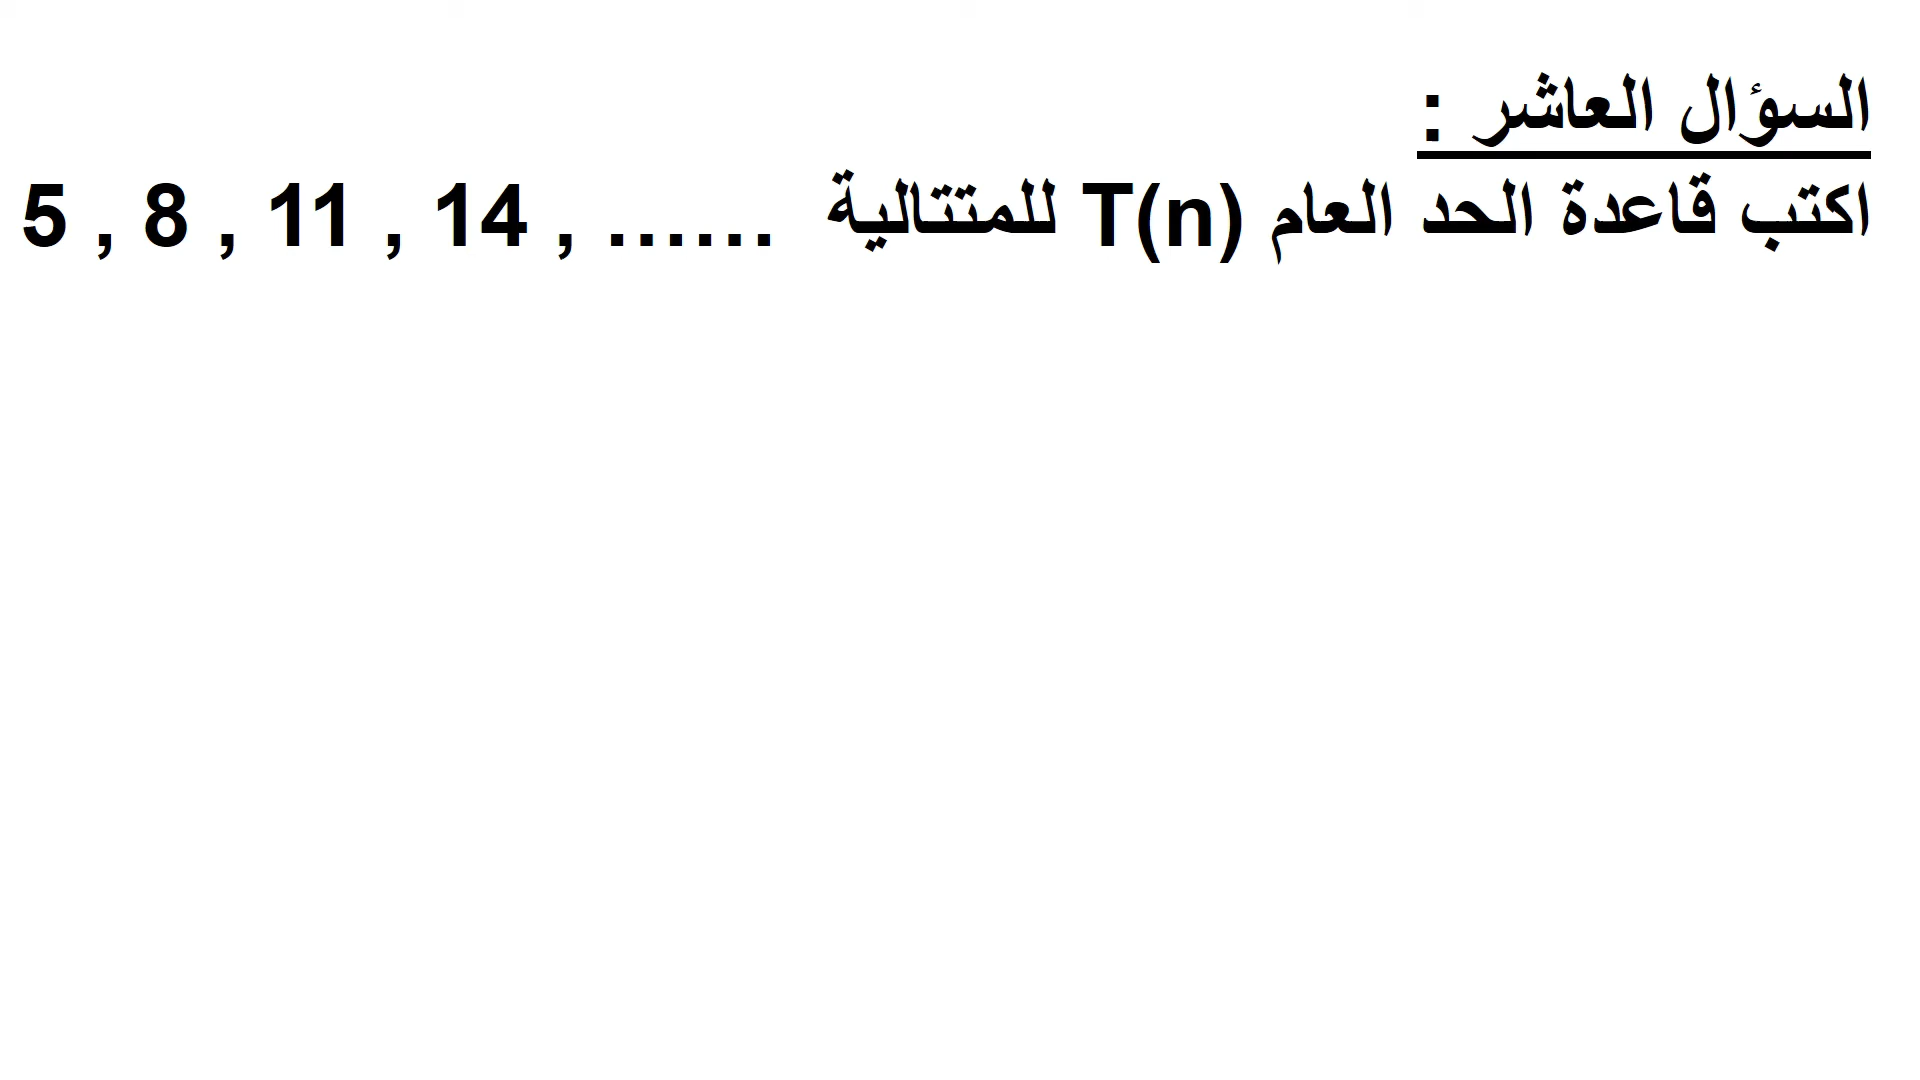 السؤال العاشر :
اكتب قاعدة الحد العام T(n) للمتتالية 5 , 8 , 11 , 14 , ......